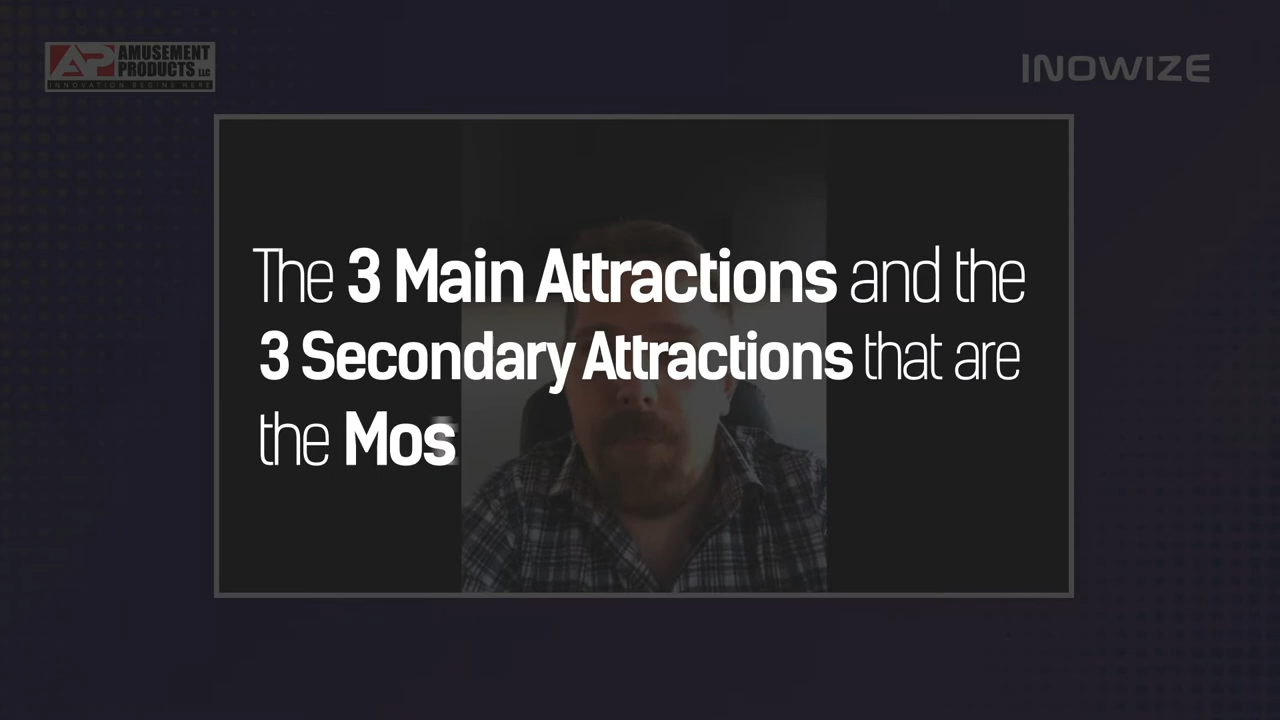 AP AMUSEMENT
PRODUCTS LLC
INNOVATION BEGINS HERE
INOWIZE
The 3 Main Attractions and the
3 Secondary Attractions that are
the Mos